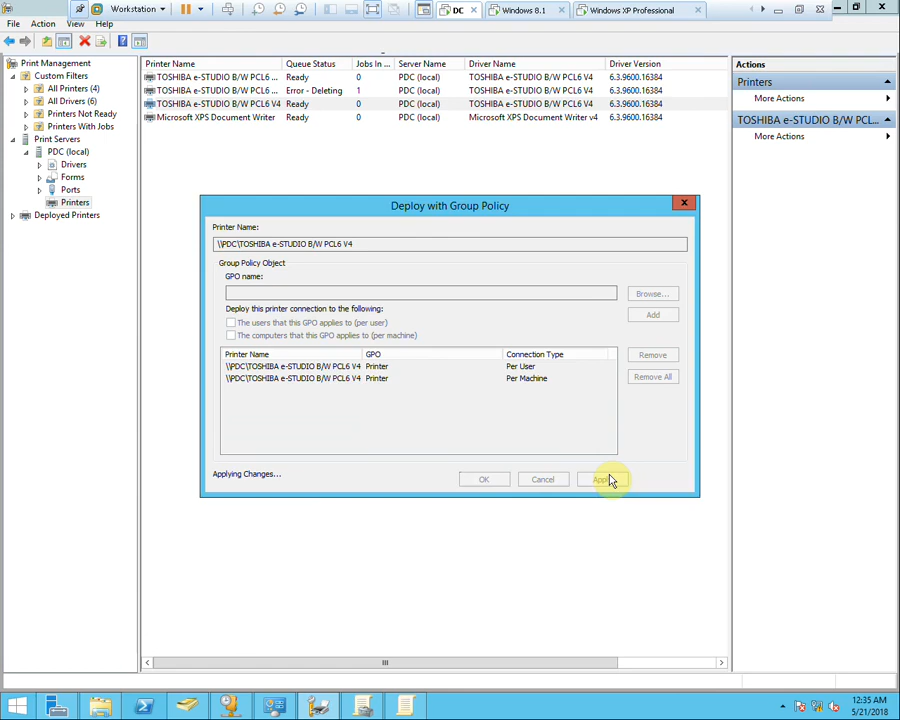 Workstation
DC
Windows 8.1
Windows XP Professional
File Action View Help
Print Management
Custom Filters
All Printers (4)
All Drivers (6)
Printers Not Ready
Printers With Jobs
Print Servers
PDC (local)
Drivers
Forms
Ports
Printers
Deployed Printers
Printer Name Queue Status Jobs In ... Server Name Driver Name Driver Version
TOSHIBA e-STUDIO B/W PCL6 ... Ready 0 PDC (local) TOSHIBA e-STUDIO B/W PCL6 V4 6.3.9600.16384
TOSHIBA e-STUDIO B/W PCL6 ... Error - Deleting 1 PDC (local) TOSHIBA e-STUDIO B/W PCL6 V4 6.3.9600.16384
TOSHIBA e-STUDIO B/W PCL6 V4 Ready 0 PDC (local) TOSHIBA e-STUDIO B/W PCL6 V4 6.3.9600.16384
Microsoft XPS Document Writer Ready 0 PDC (local) Microsoft XPS Document Writer v4 6.3.9600.16384
Actions
Printers
More Actions
TOSHIBA e-STUDIO B/W PCL...
More Actions
Deploy with Group Policy
Printer Name:
\\PDC\TOSHIBA e-STUDIO B/W PCL6 V4
Group Policy Object
GPO name:
Browse...
Deploy this printer connection to the following:
Add
The users that this GPO applies to (per user)
The computers that this GPO applies to (per machine)
Printer Name GPO Connection Type
Remove
\\PDC\TOSHIBA e-STUDIO B/W PCL6 V4 Printer Per User
\\PDC\TOSHIBA e-STUDIO B/W PCL6 V4 Printer Per Machine
Remove All
Applying Changes...
OK Cancel Apply
12:35 AM
5/21/2018